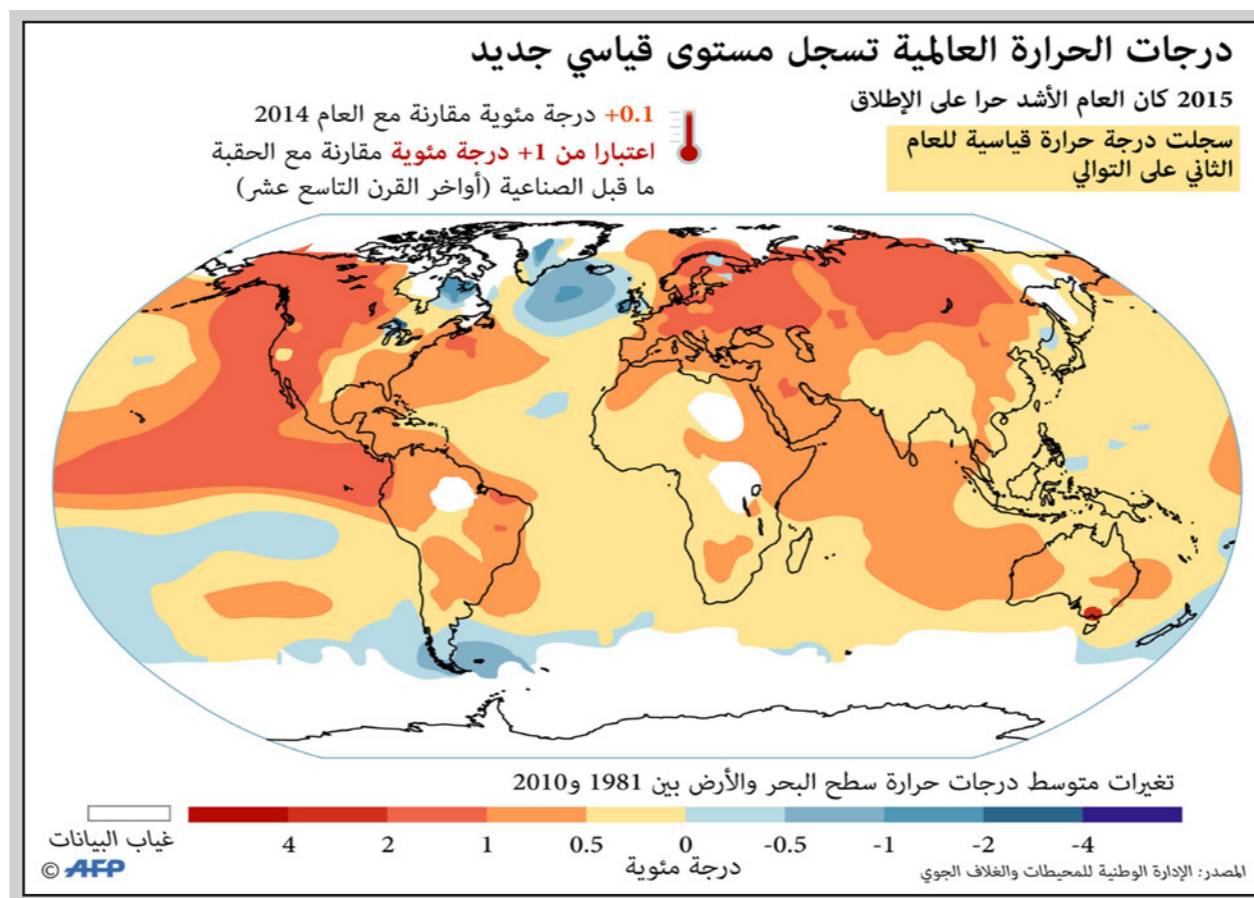 درجات الحرارة العالمية تسجل مستوى قياسي جديد
2015 كان العام الأشد حرا على الإطلاق
سجلت درجة حرارة قياسية للعام
الثاني على التوالي
+0.1 درجة مئوية مقارنة مع العام 2014
اعتبارا من 1+ درجة مئوية مقارنة مع الحقبة
ما قبل الصناعية (أواخر القرن التاسع عشر)
تغيرات متوسط درجات حرارة سطح البحر والأرض بين 1981 و2010
4 2 1 0.5 0 -0.5 -1 -2 -4
درجة مئوية
غياب البيانات
المصدر: الإدارة الوطنية للمحيطات والغلاف الجوي
© AFP